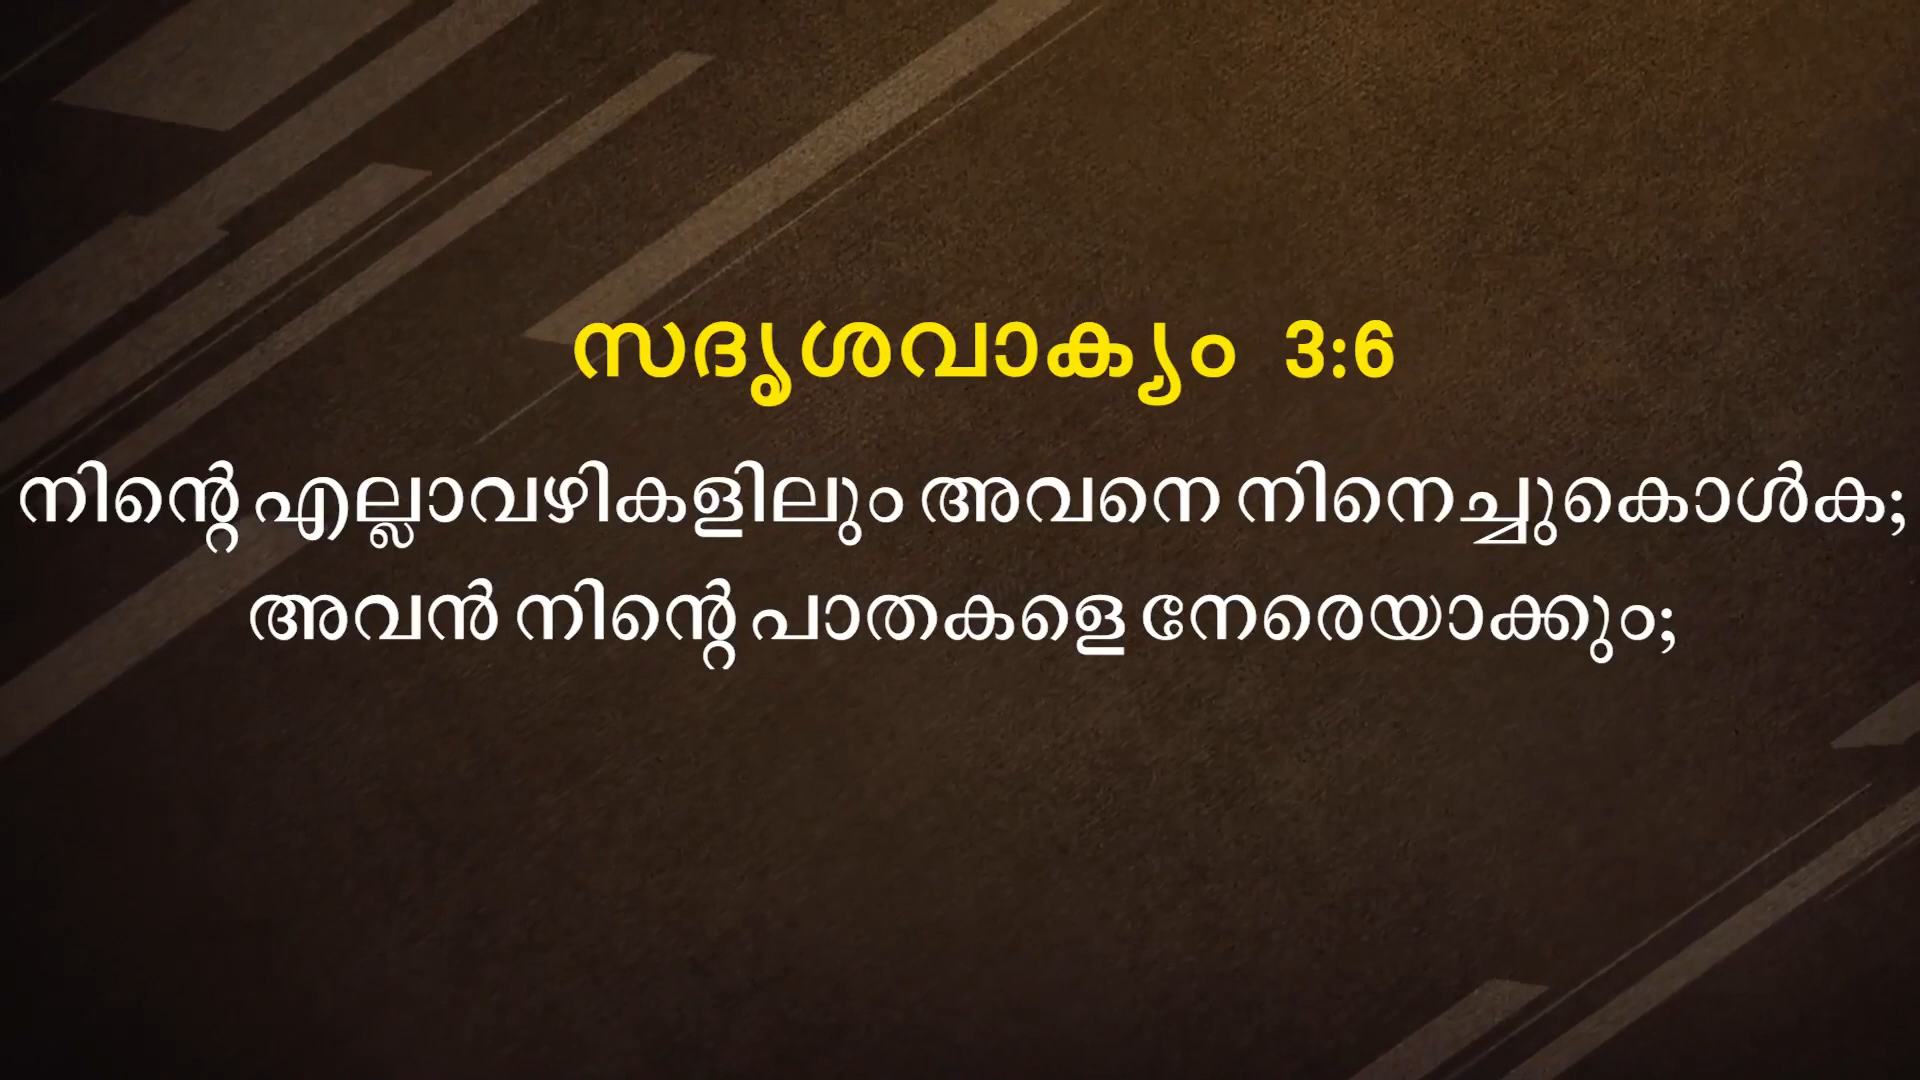 സദൃശവാക്യം 3:6
നിന്റെ എല്ലാവഴികളിലും അവനെ നിനെച്ചുകൊൾക;
അവൻ നിന്റെ പാതകളെ നേരെയാക്കും;